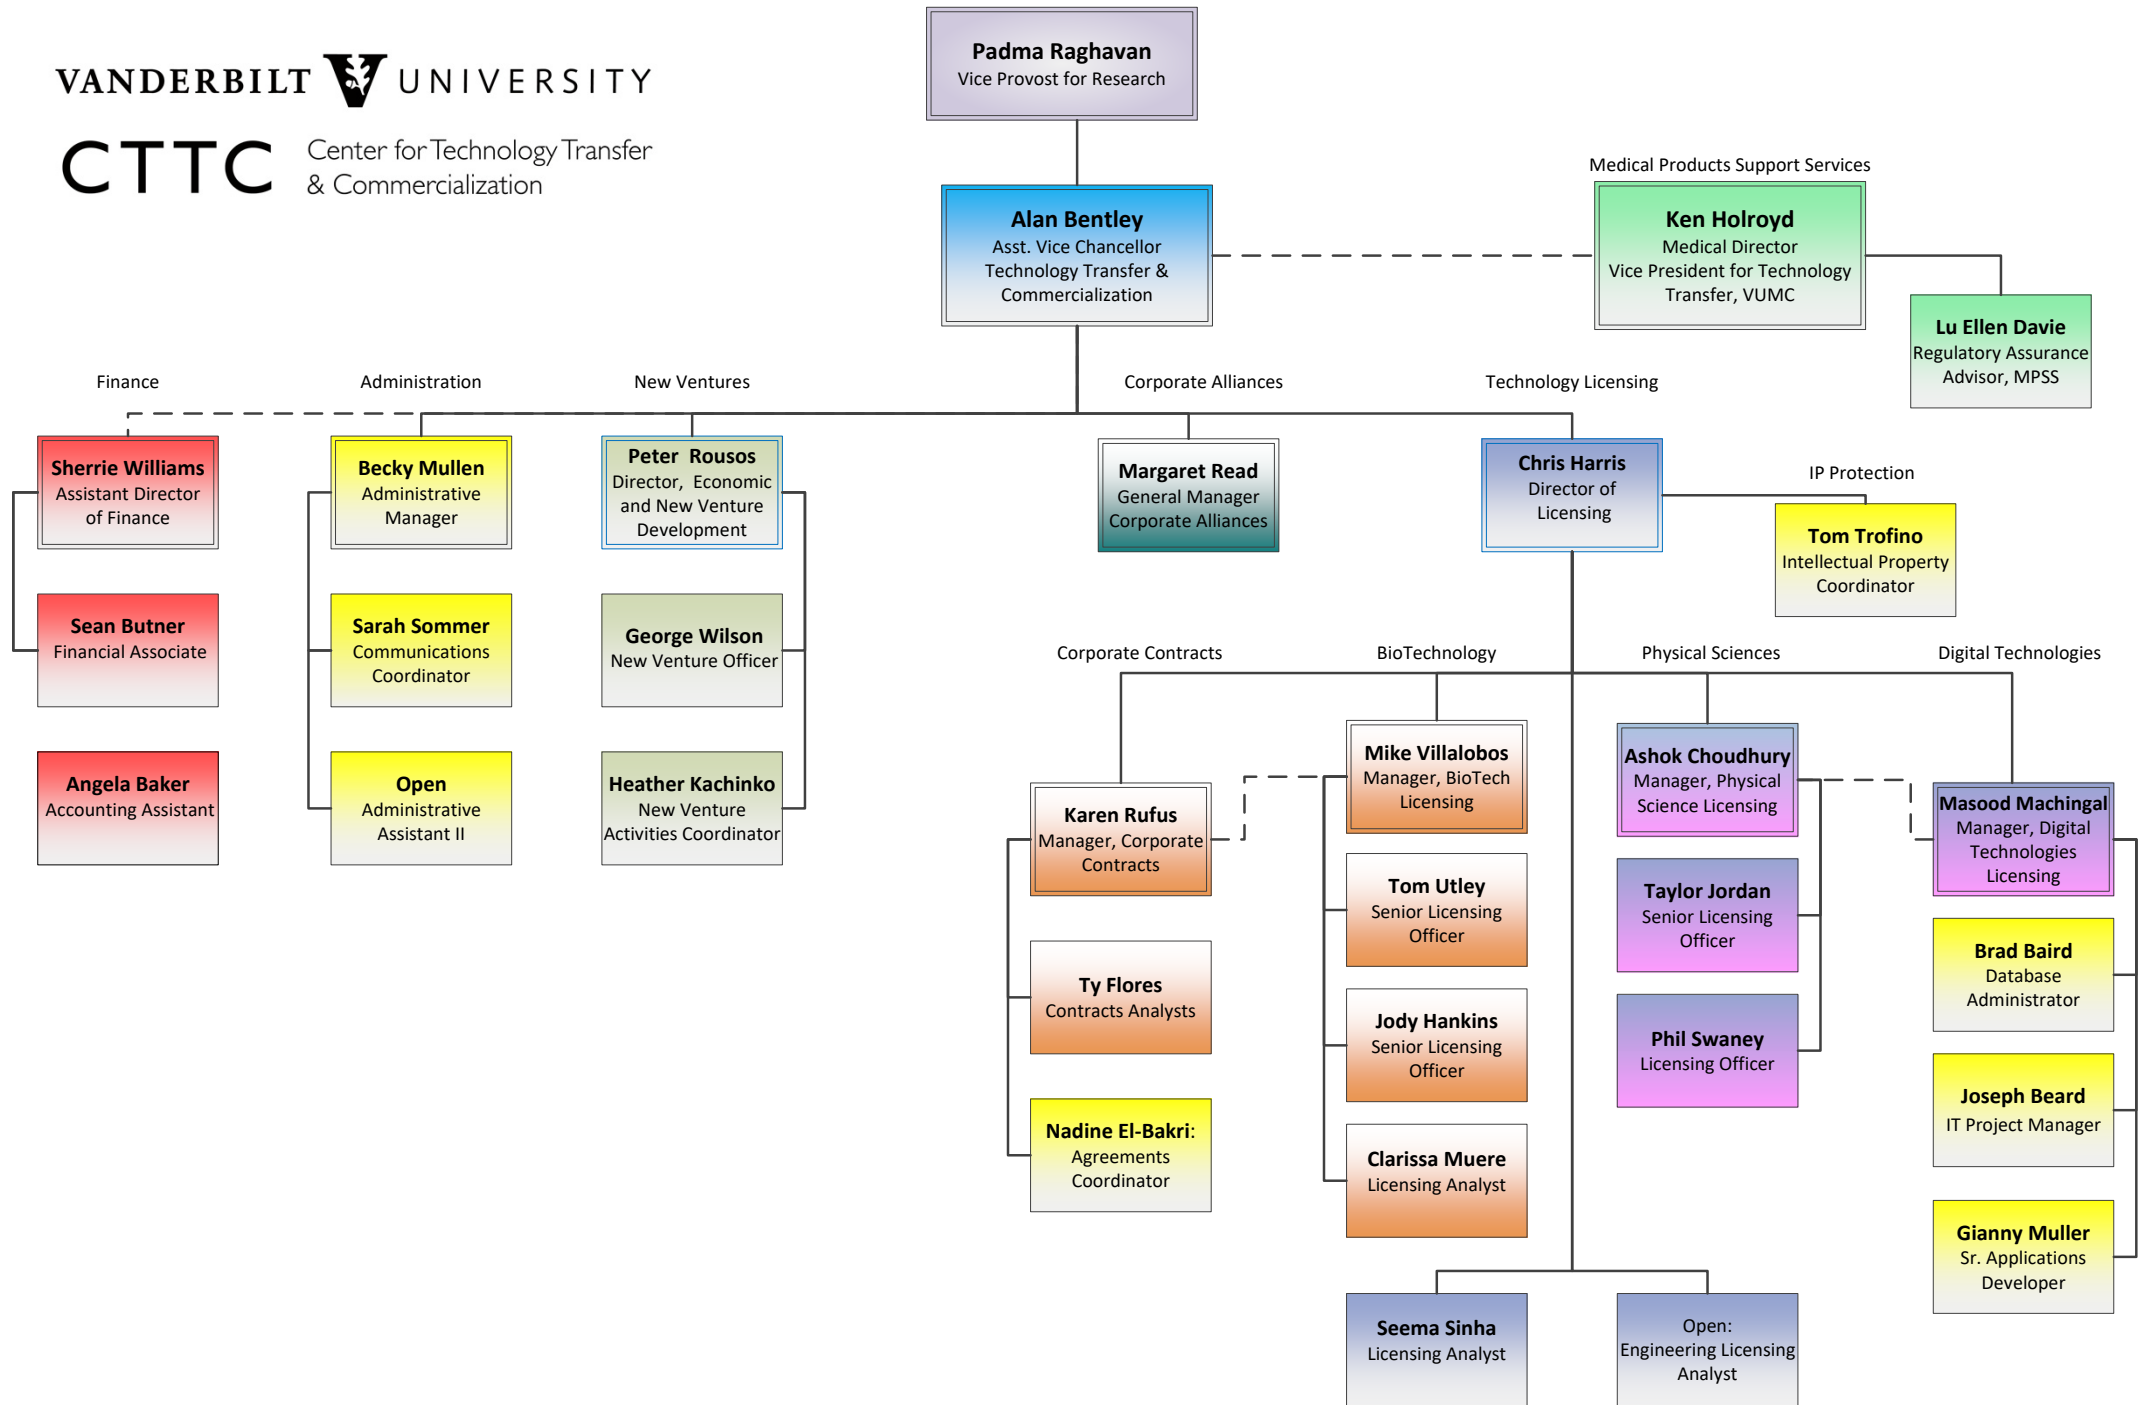 VANDERBILT V UNIVERSITY
CTTC
Center for Technology Transfer
& Commercialization
Padma Raghavan
Vice Provost for Research
Alan Bentley
Asst. Vice Chancellor
Technology Transfer &
Commercialization
Medical Products Support Services
Ken Holroyd
Medical Director
Vice President for Technology
Transfer, VUMC
Lu Ellen Davie
Regulatory Assurance
Advisor, MPSS
Finance
Administration
New Ventures
Corporate Alliances
Technology Licensing
Sherrie Williams
Assistant Director
of Finance
Becky Mullen
Administrative
Manager
Peter  Rousos
Director,  Economic
and New Venture
Development
Margaret Read
General Manager
Corporate Alliances
Chris Harris
Director of
Licensing
IP Protection
Tom Trofino
Intellectual Property
Coordinator
Sean Butner
Financial Associate
Sarah Sommer
Communications
Coordinator
George Wilson
New Venture Officer
Angela Baker
Accounting Assistant
Open
Administrative
Assistant II
Heather Kachinko
New Venture
Activities Coordinator
Corporate Contracts
BioTechnology
Physical Sciences
Digital Technologies
Karen Rufus
Manager, Corporate
Contracts
Ty Flores
Contracts Analysts
Nadine El-Bakri:
Agreements
Coordinator
Mike Villalobos
Manager, BioTech
Licensing
Tom Utley
Senior Licensing
Officer
Jody Hankins
Senior Licensing
Officer
Clarissa Muere
Licensing Analyst
Ashok Choudhury
Manager, Physical
Science Licensing
Taylor Jordan
Senior Licensing
Officer
Phil Swaney
Licensing Officer
Masood Machingal
Manager, Digital
Technologies
Licensing
Brad Baird
Database
Administrator
Joseph Beard
IT Project Manager
Gianny Muller
Sr. Applications
Developer
Seema Sinha
Licensing Analyst
Open:
Engineering Licensing
Analyst